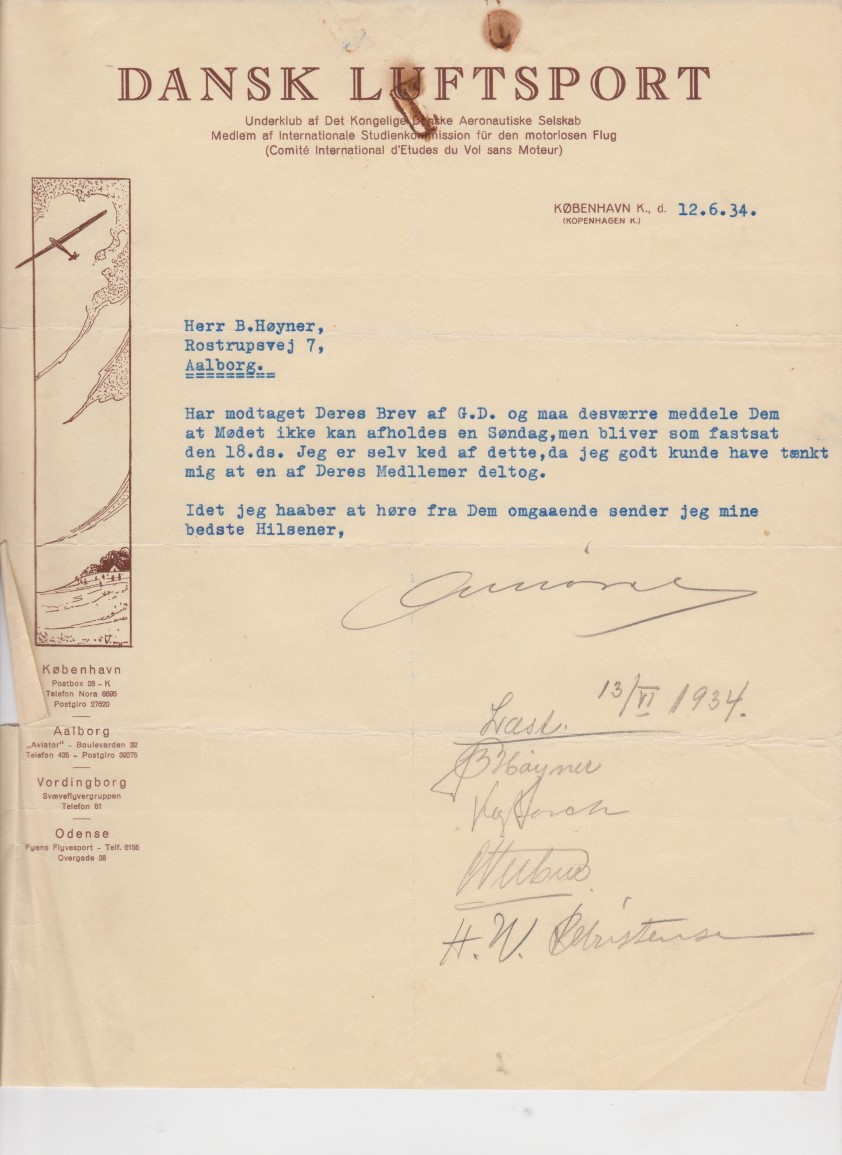 DANSK LUFTSPORT
Underklub af Det Kongelige Danske Aeronautiske Selskab
Medlem af Internationale Studienkommission für den motorlosen Flug
(Comité International d'Etudes du Vol sans Moteur)
KØBENHAVN K., d. 12.6.34.
(KOPENHAGEN K.)
Herr B.Høyner,
Rostrupsvej 7,
Aalborg.
Har modtaget Deres Brev af G.D. og maa desværre meddele Dem
at Mødet ikke kan afholdes en Søndag,men bliver som fastsat
den 18.ds. Jeg er selv ked af dette,da jeg godt kunde have tænkt
mig at en af Deres Medllemer deltog.
Idet jeg haaber at høre fra Dem omgaaende sender jeg mine
bedste Hilsener,
Læst. 13/VI 1934.
B Høyner
H. W. Christensen
København
Postbox 28 - K
Telefon Nora 6695
Postgiro 27620
Aalborg
„Aviator" - Boulevarden 32
Telefon 435 - Postgiro 39275
Vordingborg
Svæveflyvergruppen
Telefon 51
Odense
Fyens Flyvesport - Telf. 6156
Overgade 38